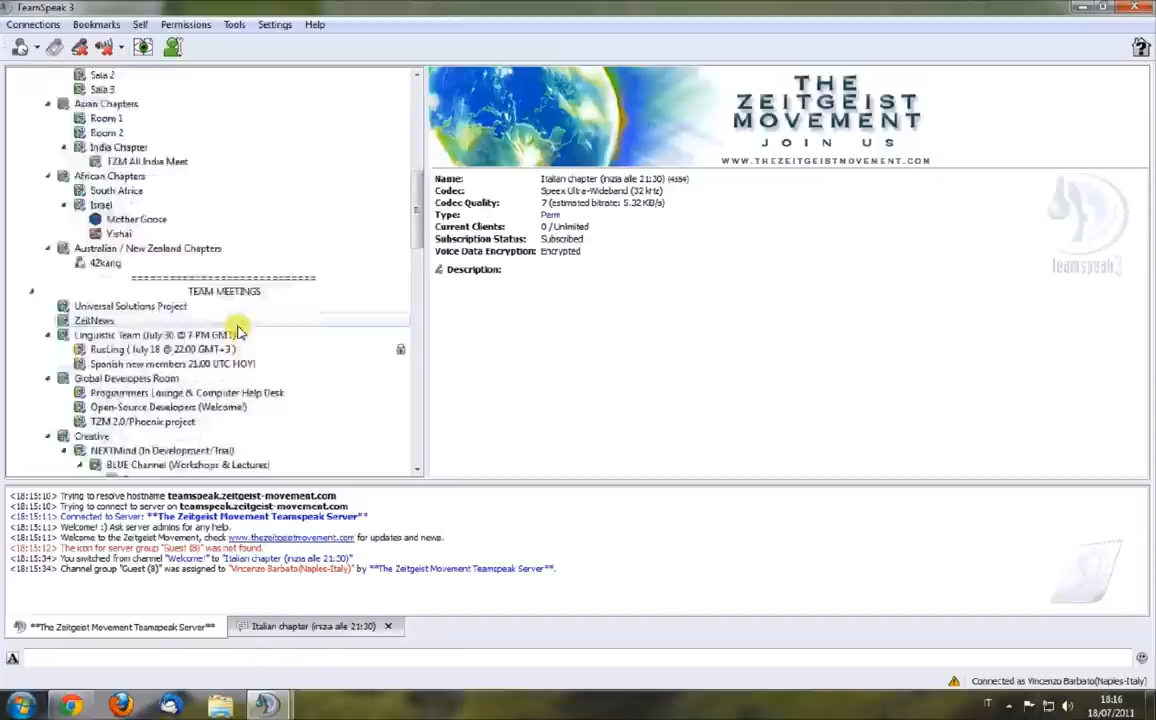 TeamSpeak 3
Connections Bookmarks Self Permissions Tools Settings Help
Sala 2
Sala 3
Asian Chapters
Room 1
Room 2
India Chapter
TZM All India Meet
African Chapters
South Africa
Israel
Mother Goose
Yishai
Australian / New Zealand Chapters
42kang
=================================
TEAM MEETINGS
Universal Solutions Project
ZeitNews
Linguistic Team (July 30 @ 7 PM GMT)
RusLing ( July 18 @ 22:00 GMT+3 )
Spanish new members 21:00 UTC HOY!
Global Developers Room
Programmers Lounge & Computer Help Desk
Open-Source Developers (Welcome!)
TZM 2.0/Phoenix project
Creative
NEXTMind (In Development/Trial)
BLUE Channel (Workshops & Lectures)
THE
ZEITGEIST
MOVEMENT
JOIN US
WWW.THEZEITGEISTMOVEMENT.COM
Name: Italian chapter (inizia alle 21:30) (4354)
Codec: Speex Ultra-Wideband (32 kHz)
Codec Quality: 7 (estimated bitrate: 5.32 KB/s)
Type: Perm
Current Clients: 0 / Unlimited
Subscription Status: Subscribed
Voice Data Encryption: Encrypted
Description:
teamspeak3
<18:15:10> Trying to resolve hostname teamspeak.zeitgeist-movement.com
<18:15:10> Trying to connect to server on teamspeak.zeitgeist-movement.com
<18:15:11> Connected to Server: "**The Zeitgeist Movement Teamspeak Server**"
<18:15:11> Welcome! :) Ask server admins for any help.
<18:15:11> Welcome to the Zeitgeist Movement, check www.thezeitgeistmovement.com for updates and news.
<18:15:12> The icon for server group "Guest (8)" was not found.
<18:15:34> You switched from channel "Welcome!" to "Italian chapter (inizia alle 21:30)"
<18:15:34> Channel group "Guest (8)" was assigned to "Vincenzo Barbato(Naples-Italy)" by "**The Zeitgeist Movement Teamspeak Server**".
**The Zeitgeist Movement Teamspeak Server**
Italian chapter (inizia alle 21:30)
Connected as Vincenzo Barbato(Naples-Italy)
IT
18:16
18/07/2011